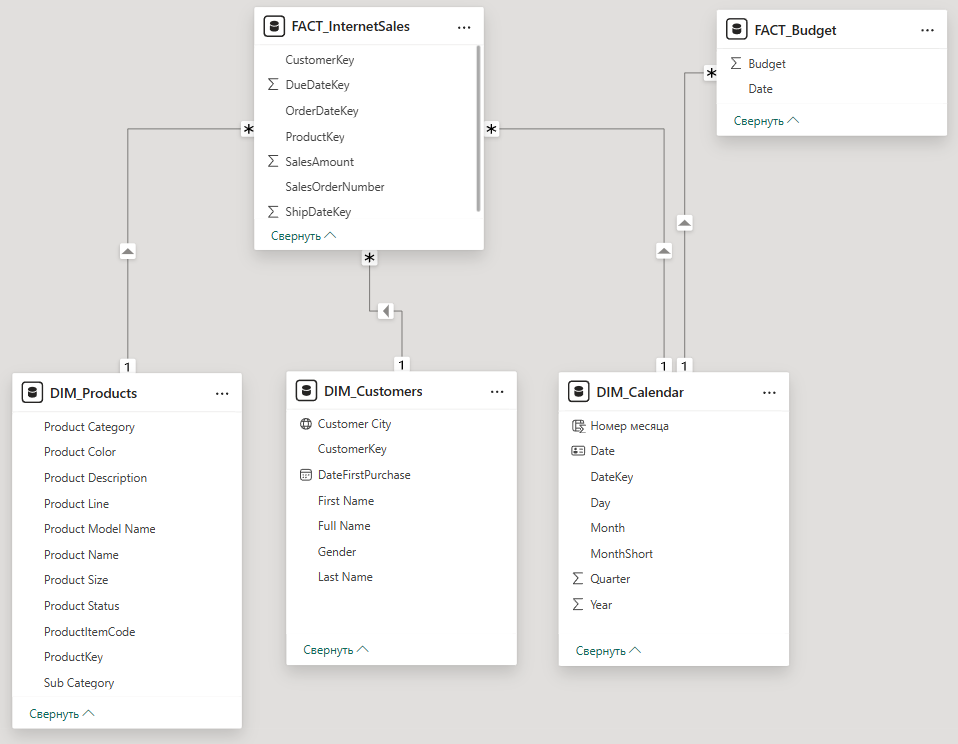 FACT_InternetSales
CustomerKey
DueDateKey
OrderDateKey
ProductKey
SalesAmount
SalesOrderNumber
ShipDateKey
Свернуть
FACT_Budget
Budget
Date
Свернуть
*
*
*
*
1
1
1
1
DIM_Products
Product Category
Product Color
Product Description
Product Line
Product Model Name
Product Name
Product Size
Product Status
ProductItemCode
ProductKey
Sub Category
Свернуть
DIM_Customers
Customer City
CustomerKey
DateFirstPurchase
First Name
Full Name
Gender
Last Name
Свернуть
DIM_Calendar
Номер месяца
Date
DateKey
Day
Month
MonthShort
Quarter
Year
Свернуть